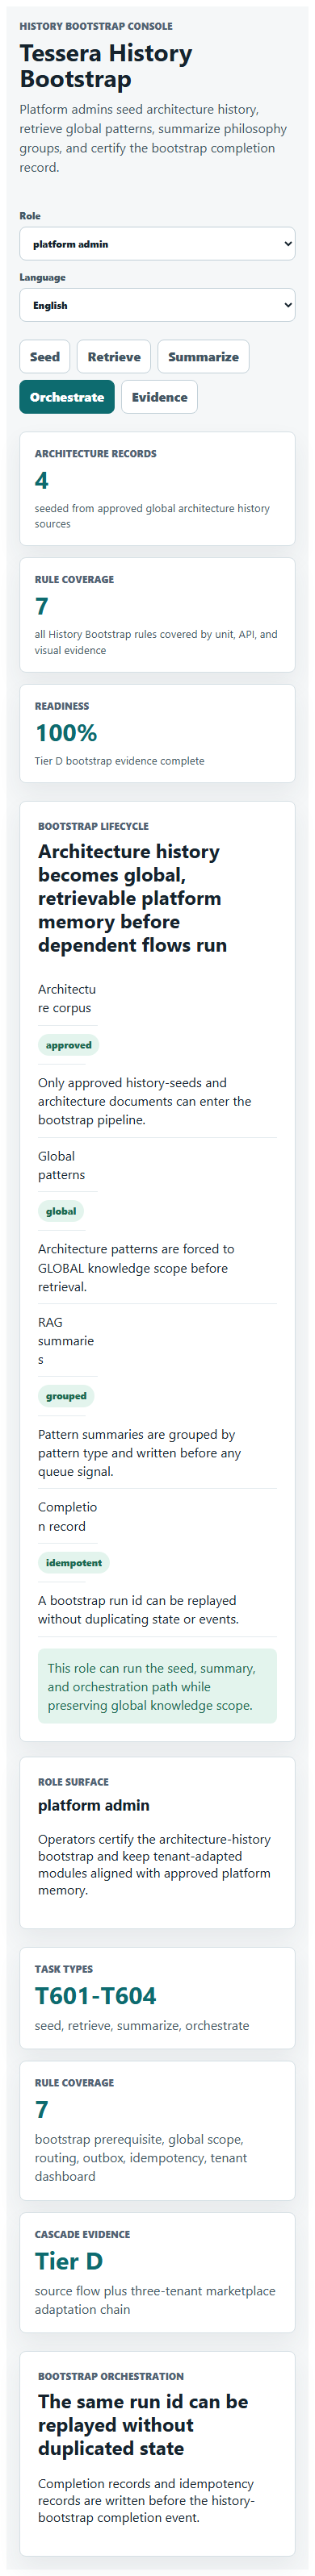 HISTORY BOOTSTRAP CONSOLE
Tessera History
Bootstrap
Platform admins seed architecture history,
retrieve global patterns, summarize philosophy
groups, and certify the bootstrap completion
record.
Role
platform admin
Language
English
Seed
Retrieve
Summarize
Orchestrate
Evidence
ARCHITECTURE RECORDS
4
seeded from approved global architecture history
sources
RULE COVERAGE
7
all History Bootstrap rules covered by unit, API, and
visual evidence
READINESS
100%
Tier D bootstrap evidence complete
BOOTSTRAP LIFECYCLE
Architecture history
becomes global,
retrievable platform
memory before
dependent flows run
Architectu
re corpus
approved
Only approved history-seeds and
architecture documents can enter the
bootstrap pipeline.
Global
patterns
global
Architecture patterns are forced to
GLOBAL knowledge scope before
retrieval.
RAG
summarie
s
grouped
Pattern summaries are grouped by
pattern type and written before any
queue signal.
Completio
n record
idempotent
A bootstrap run id can be replayed
without duplicating state or events.
This role can run the seed, summary,
and orchestration path while
preserving global knowledge scope.
ROLE SURFACE
platform admin
Operators certify the architecture-history
bootstrap and keep tenant-adapted
modules aligned with approved platform
memory.
TASK TYPES
T601-T604
seed, retrieve, summarize, orchestrate
RULE COVERAGE
7
bootstrap prerequisite, global scope,
routing, outbox, idempotency, tenant
dashboard
CASCADE EVIDENCE
Tier D
source flow plus three-tenant marketplace
adaptation chain
BOOTSTRAP ORCHESTRATION
The same run id can be
replayed without
duplicated state
Completion records and idempotency
records are written before the history-
bootstrap completion event.